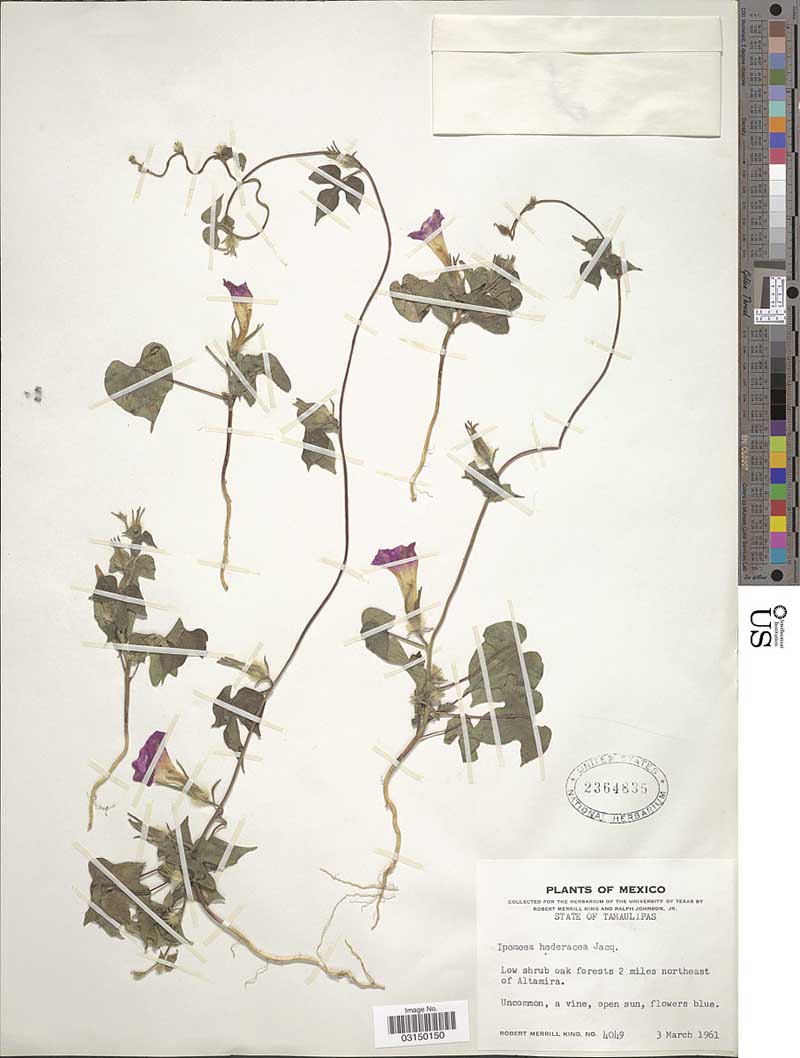 UNITED STATES
2364835
NATIONAL HERBARIUM
PLANTS OF MEXICO
COLLECTED FOR THE HERBARIUM OF THE UNIVERSITY OF TEXAS BY
ROBERT MERRILL KING AND RALPH JOHNSON, JR.
STATE OF TAMAULIPAS
Ipomoea hederacea Jacq.
Low shrub oak forests 2 miles northeast
of Altamira.
Uncommon, a vine, open sun, flowers blue.
ROBERT MERRILL KING, NO. 4049 3 March 1961
Image No.
03150150
Golden Thread
US
Smithsonian
Institution